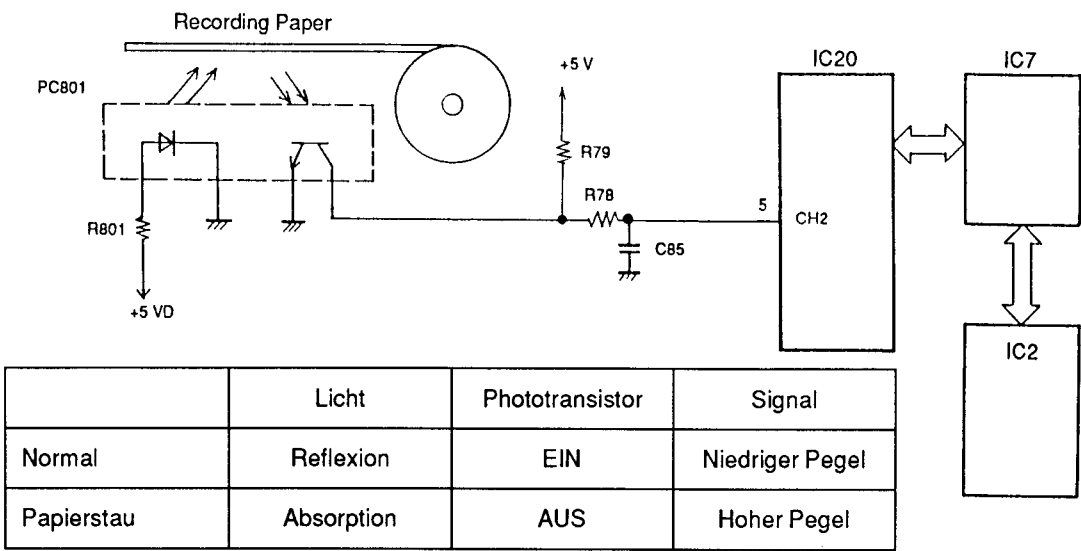 Recording Paper
PC801
IC20
IC7
+5 V
R79
R78
5
CH2
R801
C85
+5 VD
IC2
Licht Phototransistor Signal
Normal Reflexion EIN Niedriger Pegel
Papierstau Absorption AUS Hoher Pegel